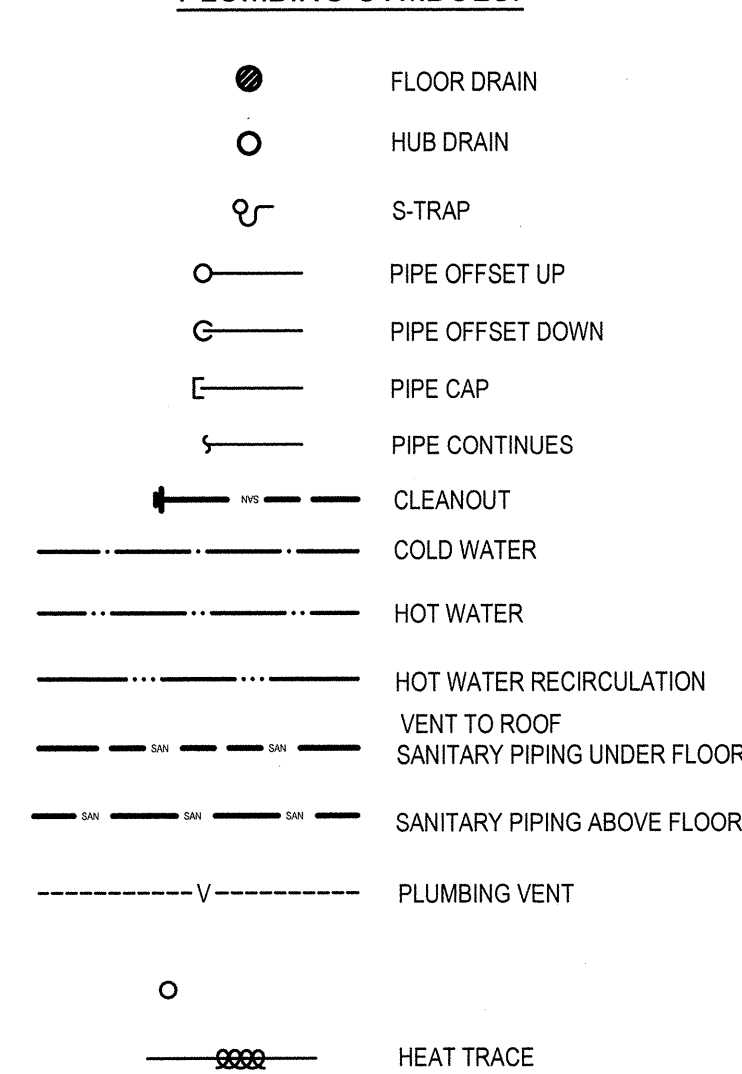 FLOOR DRAIN
HUB DRAIN
S-TRAP
PIPE OFFSET UP
PIPE OFFSET DOWN
PIPE CAP
PIPE CONTINUES
SAN CLEANOUT
COLD WATER
HOT WATER
HOT WATER RECIRCULATION
VENT TO ROOF
SAN SAN SANITARY PIPING UNDER FLOOR
SAN SAN SAN SANITARY PIPING ABOVE FLOOR
V PLUMBING VENT
HEAT TRACE